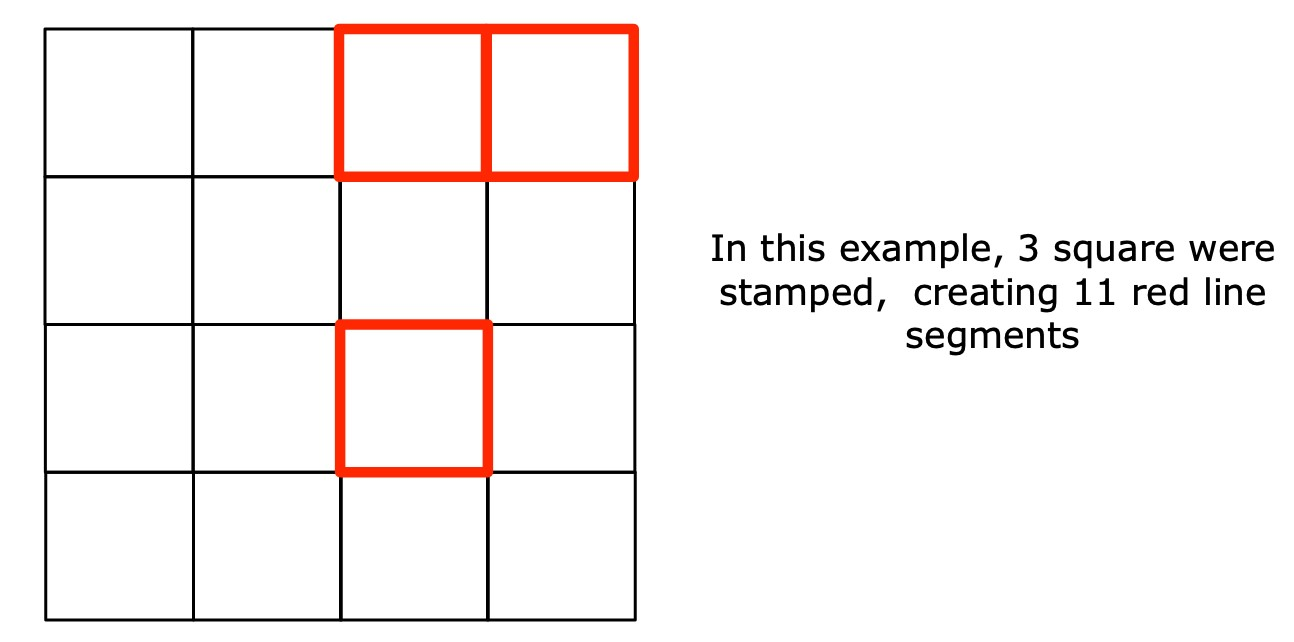 In this example, 3 square were
stamped,  creating 11 red line
segments